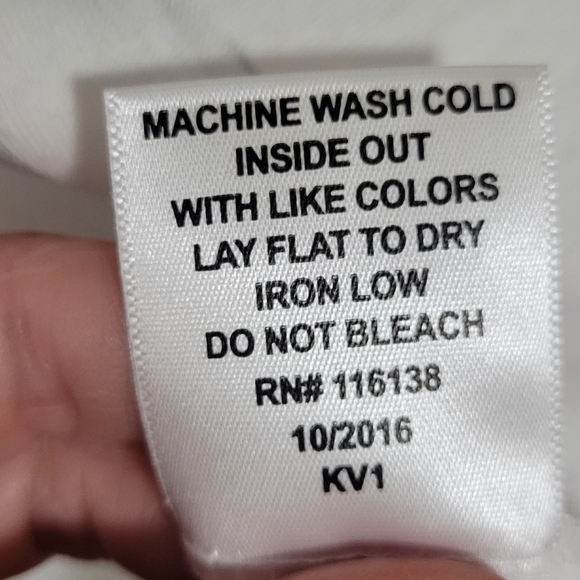 MACHINE WASH COLD
INSIDE OUT
WITH LIKE COLORS
LAY FLAT TO DRY
IRON LOW
DO NOT BLEACH
RN# 116138
10/2016
KV1